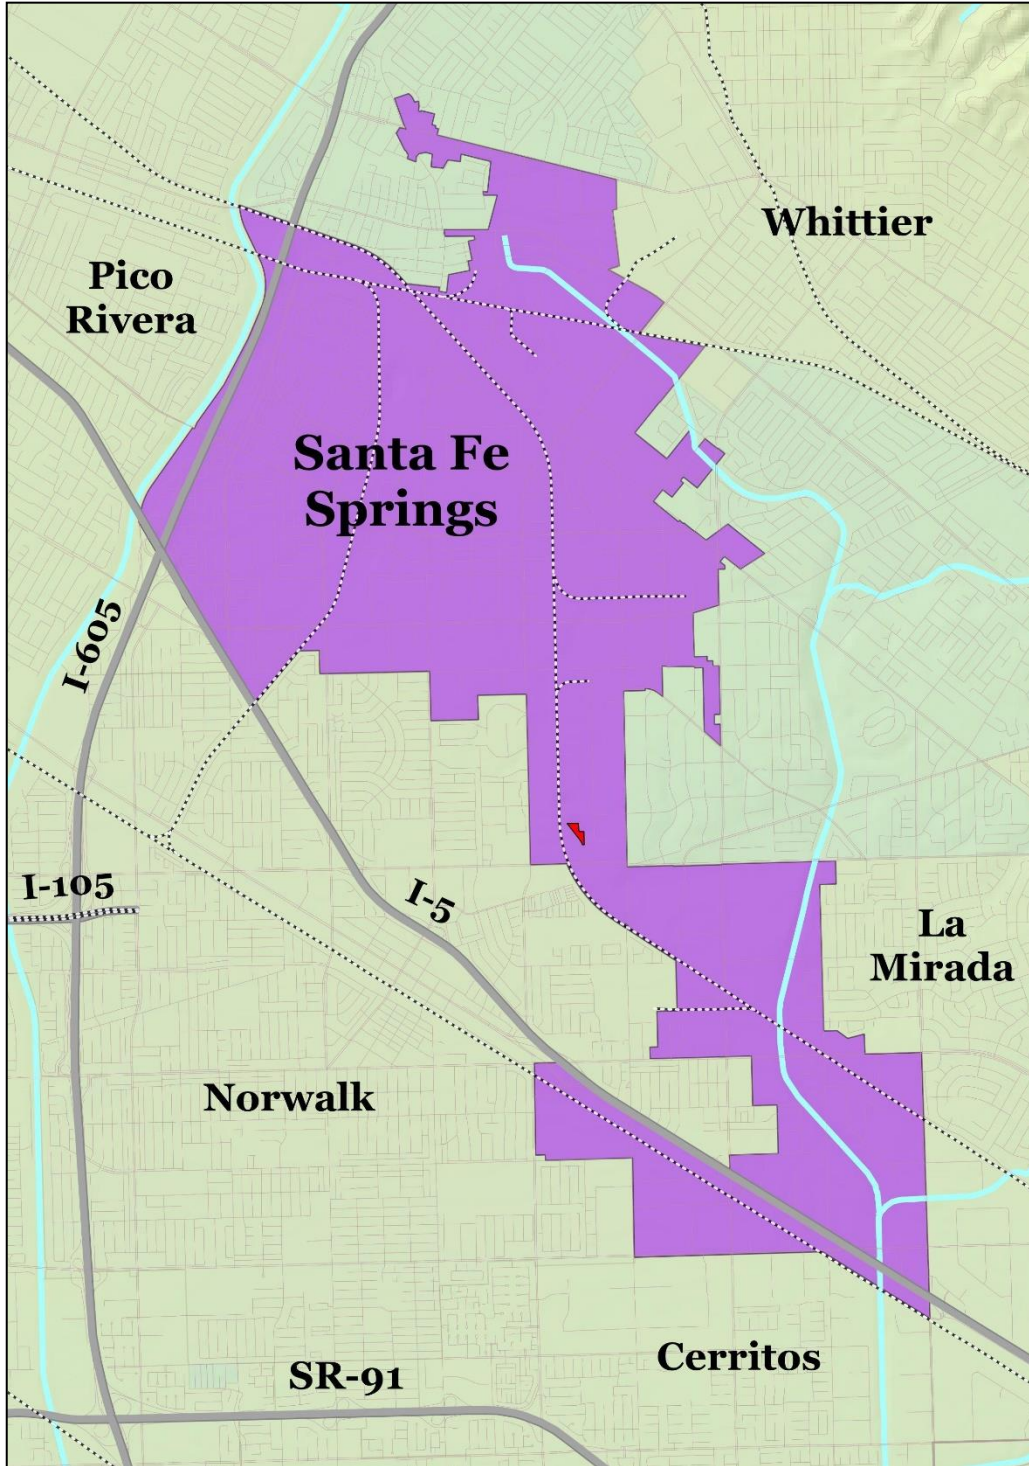 Whittier
Pico
Rivera
Santa Fe
Springs
I-605
I-105
I-5
La
Mirada
Norwalk
Cerritos
SR-91